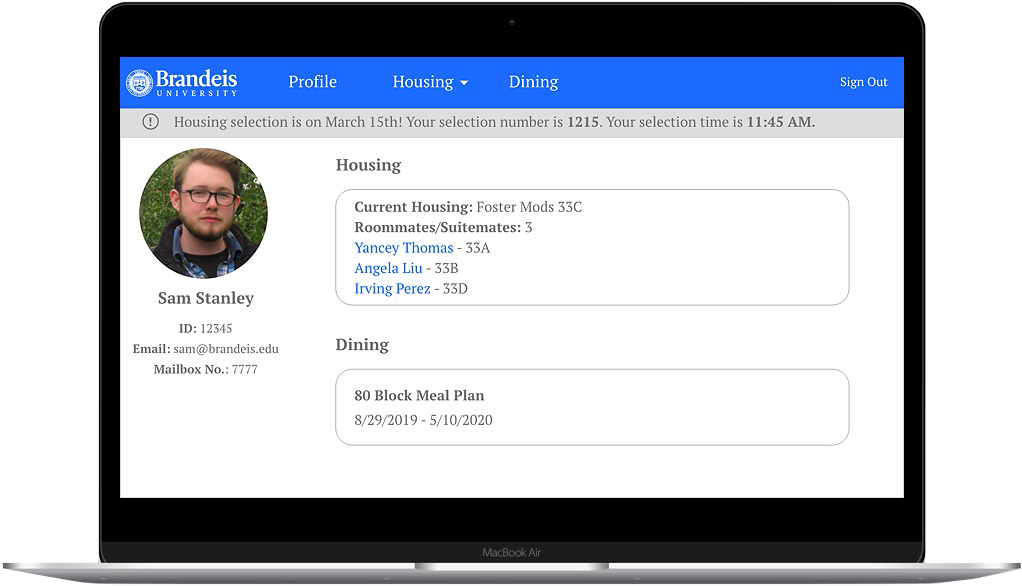 Brandeis
UNIVERSITY
Profile
Housing
Dining
Sign Out
Housing selection is on March 15th! Your selection number is 1215. Your selection time is 11:45 AM.
Sam Stanley
ID: 12345
Email: sam@brandeis.edu
Mailbox No.: 7777
Housing
Current Housing: Foster Mods 33C
Roommates/Suitemates: 3
Yancey Thomas - 33A
Angela Liu - 33B
Irving Perez - 33D
Dining
80 Block Meal Plan
8/29/2019 - 5/10/2020
MacBook Air